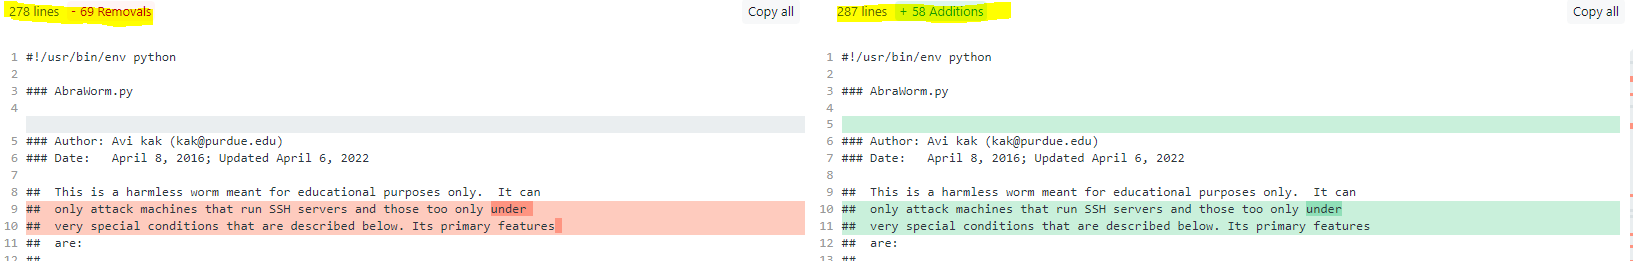 278 lines - 69 Removals Copy all
1 #!/usr/bin/env python
2
3 ### AbraWorm.py
4
5 ### Author: Avi kak (kak@purdue.edu)
6 ### Date: April 8, 2016; Updated April 6, 2022
7
8 ## This is a harmless worm meant for educational purposes only. It can
9 ## only attack machines that run SSH servers and those too only under
10 ## very special conditions that are described below. Its primary features
11 ## are:
12 ##
287 lines + 58 Additions Copy all
1 #!/usr/bin/env python
2
3 ### AbraWorm.py
4
5
6 ### Author: Avi kak (kak@purdue.edu)
7 ### Date: April 8, 2016; Updated April 6, 2022
8
9 ## This is a harmless worm meant for educational purposes only. It can
10 ## only attack machines that run SSH servers and those too only under
11 ## very special conditions that are described below. Its primary features
12 ## are:
13 ##